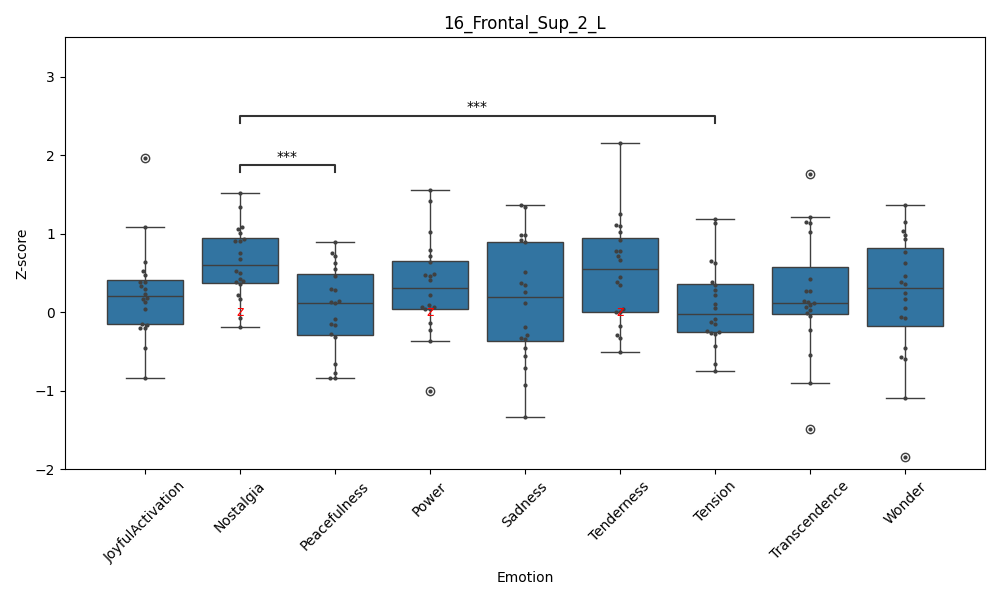 16_Frontal_Sup_2_L
Z-score
3
2
1
0
−1
−2
***
***
z
z
z
JoyfulActivation
Nostalgia
Peacefulness
Power
Sadness
Tenderness
Tension
Transcendence
Wonder
Emotion